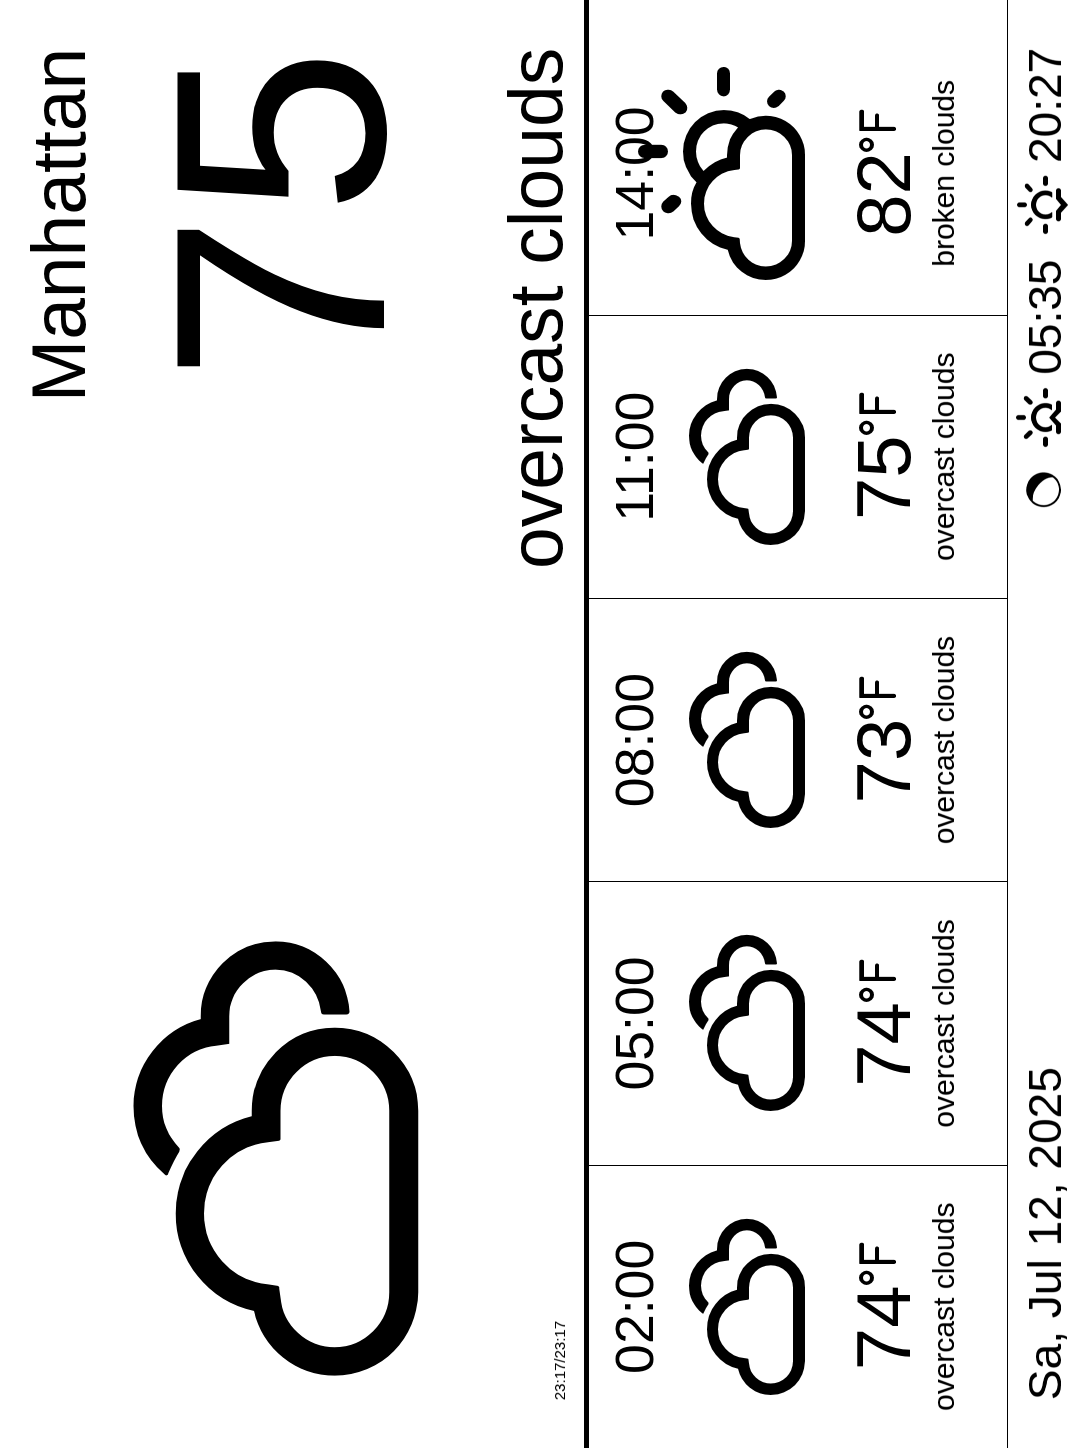 Manhattan
75
overcast clouds
23:17/23:17
02:00
74°F
overcast clouds
05:00
74°F
overcast clouds
08:00
73°F
overcast clouds
11:00
75°F
overcast clouds
14:00
82°F
broken clouds
Sa, Jul 12, 2025
05:35 20:27